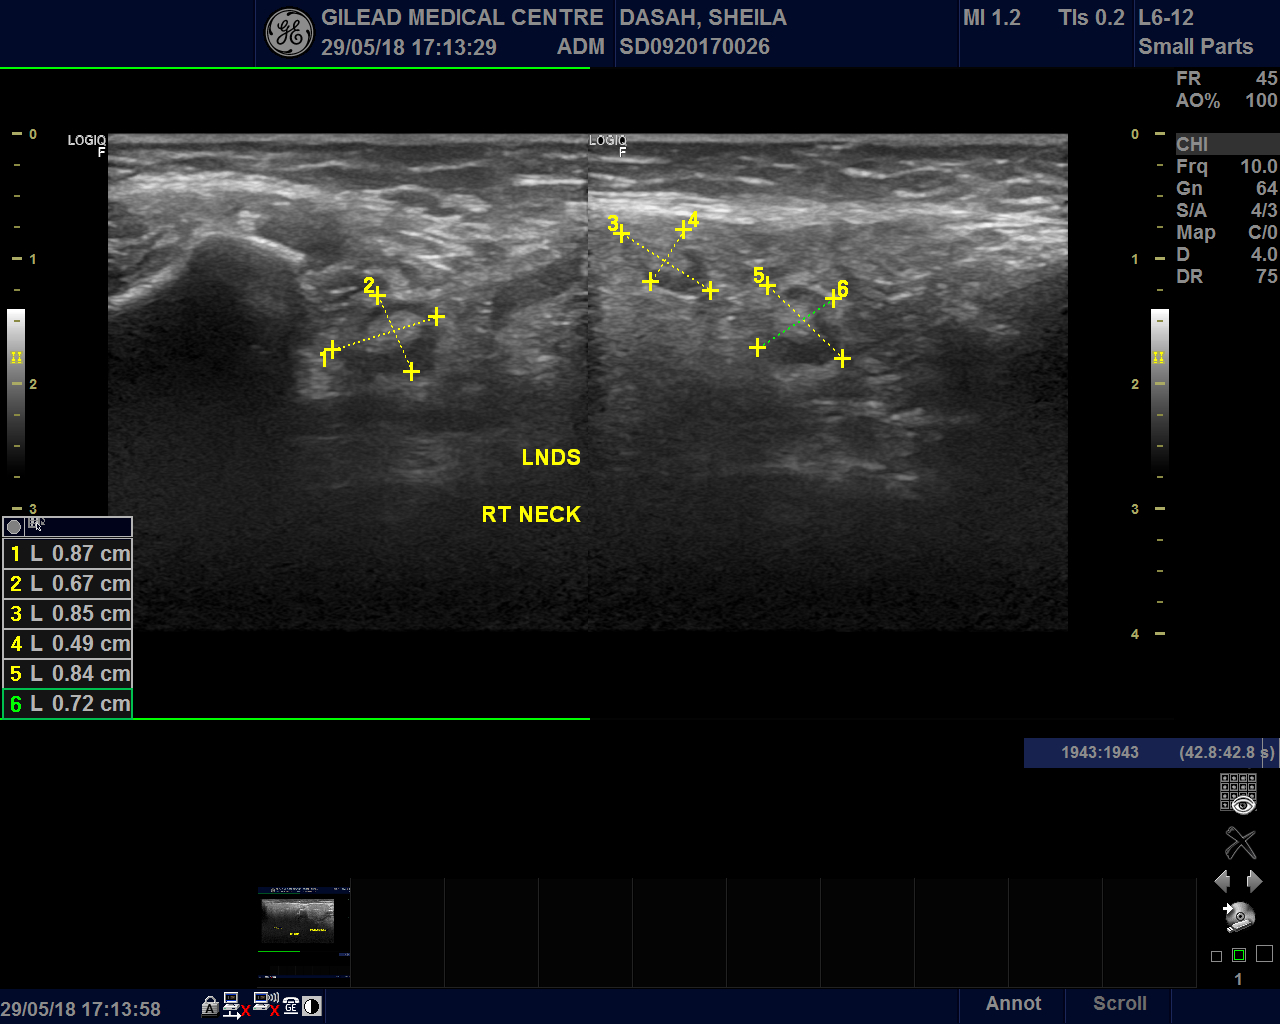 GILEAD MEDICAL CENTRE
29/05/18 17:13:29 ADM
DASAH, SHEILA
SD0920170026
MI 1.2 TIs 0.2
L6-12
Small Parts
FR 45
AO% 100
CHI
Frq 10.0
Gn 64
S/A 4/3
Map C/0
D 4.0
DR 75
LOGIQ
F
LOGIQ
F
0
1
2
3
0
1
2
3
4
1
2
3
4
5
6
LNDS
RT NECK
1 L 0.87 cm
2 L 0.67 cm
3 L 0.85 cm
4 L 0.49 cm
5 L 0.84 cm
6 L 0.72 cm
1943:1943 (42.8:42.8 s)
1
29/05/18 17:13:58
A
GE
Annot
Scroll